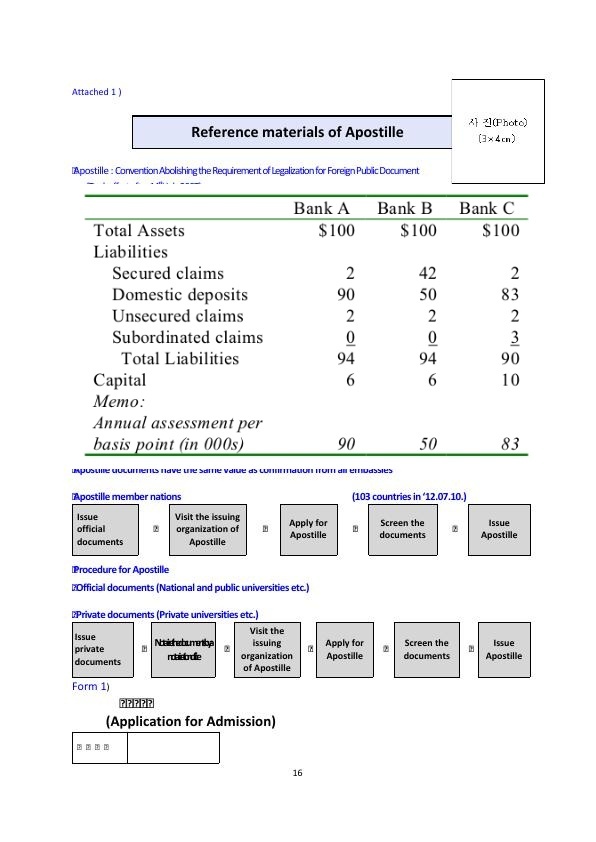 Attached 1 )
사 진(Photo)
(3×4㎝)
Reference materials of Apostille
Apostille : Convention Abolishing the Requirement of Legalization for Foreign Public Document
Bank A Bank B Bank C
Total Assets $100 $100 $100
Liabilities
Secured claims 2 42 2
Domestic deposits 90 50 83
Unsecured claims 2 2 2
Subordinated claims 0 0 3
Total Liabilities 94 94 90
Capital 6 6 10
Memo:
Annual assessment per
basis point (in 000s) 90 50 83
Apostille documents have the same value as confirmation from all embassies
Apostille member nations (103 countries in ‘12.07.10.)
Issue official documents
Visit the issuing organization of Apostille
Apply for Apostille
Screen the documents
Issue Apostille
Procedure for Apostille
Official documents (National and public universities etc.)
Private documents (Private universities etc.)
Issue private documents
Visit the issuing organization of Apostille
Apply for Apostille
Screen the documents
Issue Apostille
Form 1)
(Application for Admission)
16